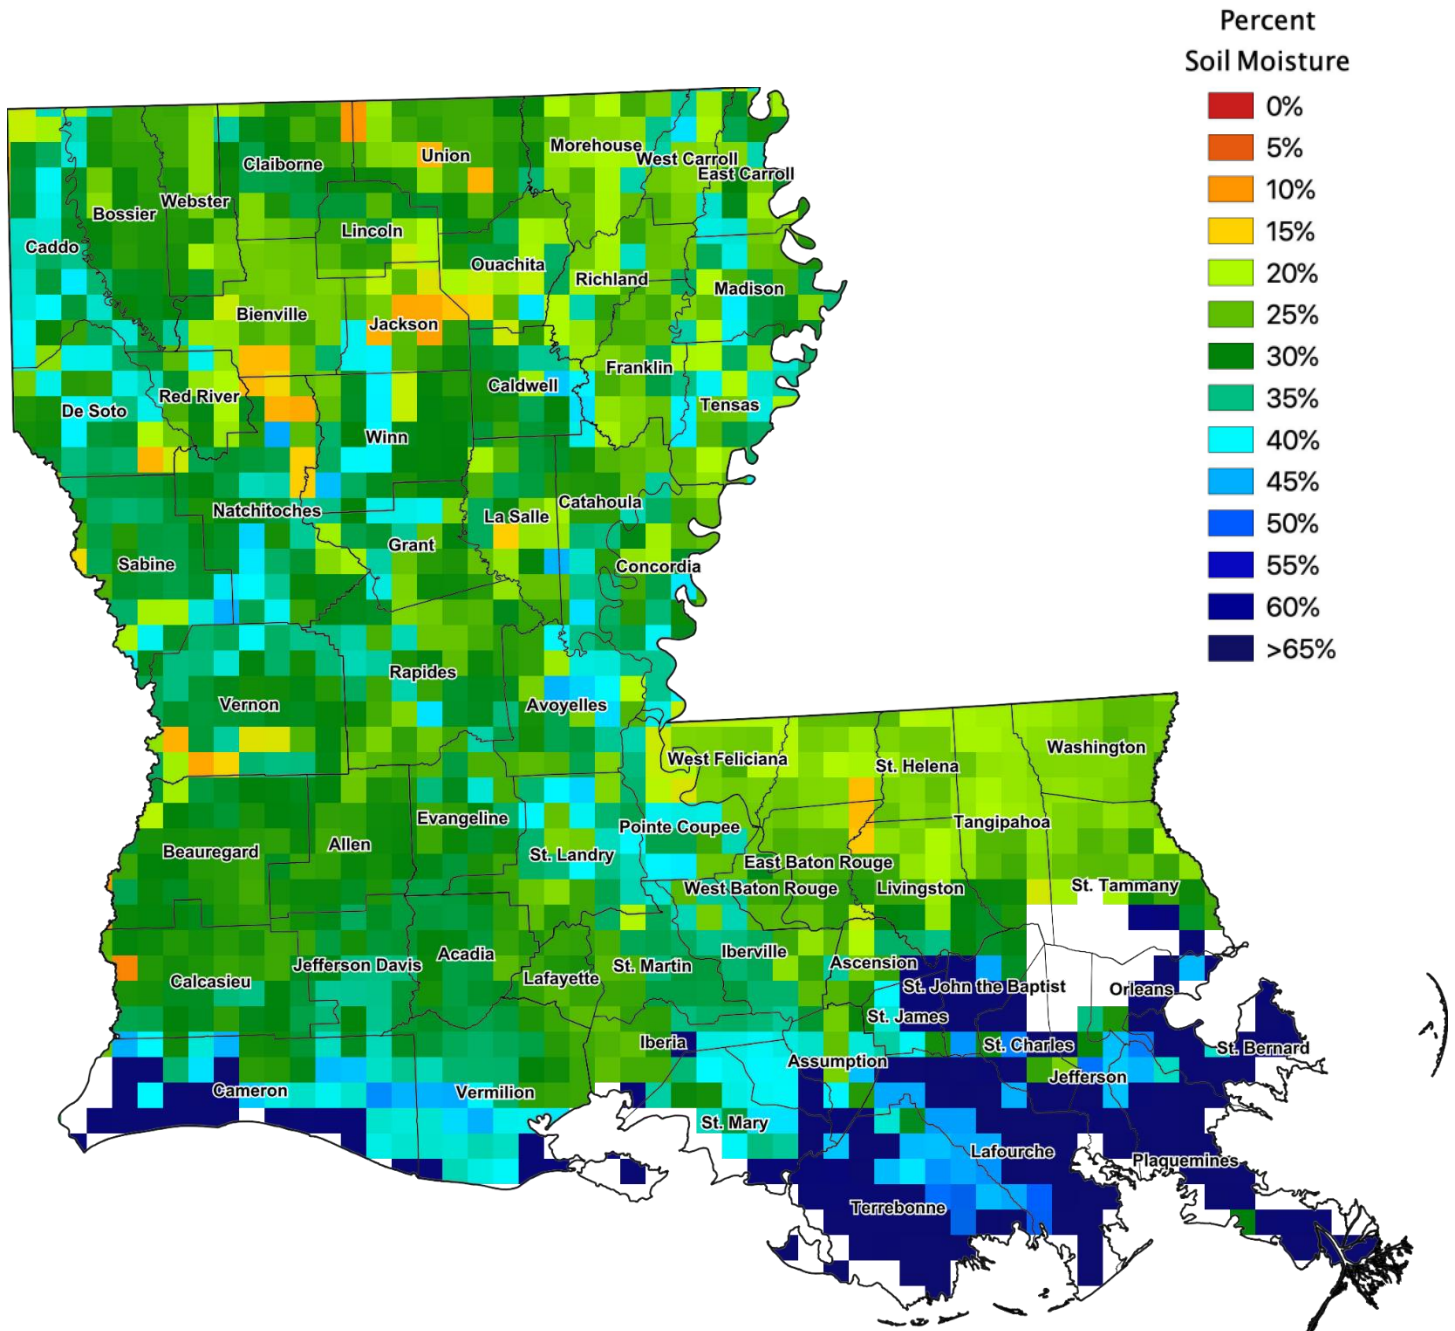 Percent
Soil Moisture
0%
5%
10%
15%
20%
25%
30%
35%
40%
45%
50%
55%
60%
>65%
Union
Morehouse
West Carroll
Claiborne
East Carroll
Webster
Bossier
Lincoln
Caddo
Ouachita
Richland
Madison
Bienville
Jackson
Franklin
Caldwell
Red River
Tensas
De Soto
Winn
Catahoula
Natchitoches
La Salle
Grant
Sabine
Concordia
Rapides
Vernon
Avoyelles
Washington
West Feliciana
St. Helena
Evangeline
Tangipahoa
Pointe Coupee
Allen
Beauregard
St. Landry
East Baton Rouge
St. Tammany
West Baton Rouge
Livingston
Iberville
Acadia
Ascension
Jefferson Davis
St. Martin
Lafayette
Calcasieu
St. John the Baptist
Orleans
St. James
Iberia
St. Charles
St. Bernard
Assumption
Jefferson
Cameron
Vermilion
St. Mary
Lafourche
Plaquemines
Terrebonne